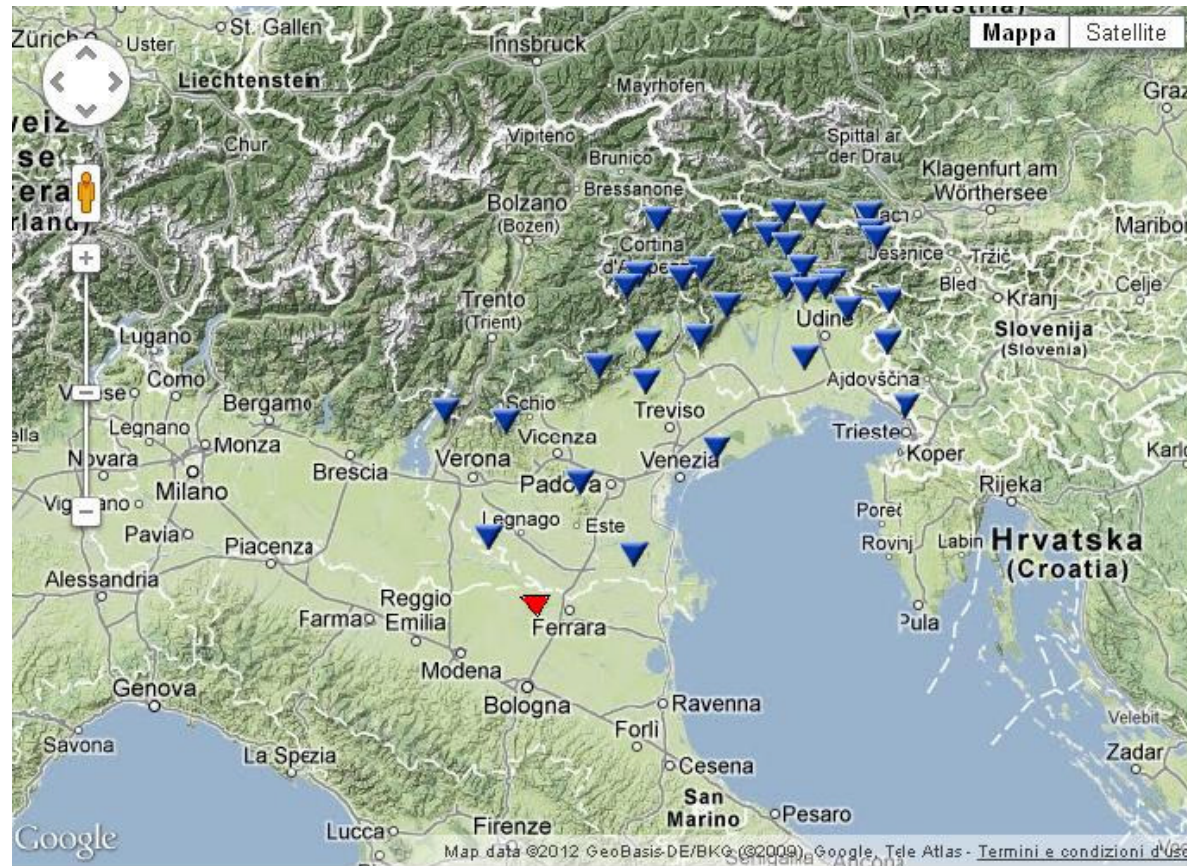 (Austria)
Zürich
Uster
St. Gallen
Innsbruck
Mappa
Satellite
Liechtenstein
Mayrhofen
Graz
Chur
Vipiteno
Spittal ar
der Drau
Brunico
Bressanone
Klagenfurt am
Wörthersee
Bolzano
(Bozen)
Maribor
Cortina
Jesenice
Tržič
Bled
Kranj
Celje
Trento
(Trient)
Udine
Slovenija
(Slovenia)
Lugano
Como
Ajdovščina
Bergamo
Schio
Treviso
Legnano
Monza
Vicenza
Trieste
Koper
Novara
Brescia
Verona
Venezia
Milano
Padova
Rijeka
Pavia
Legnago
Este
Poreč
Rovinj
Labin
Hrvatska
(Croatia)
Piacenza
Alessandria
Reggio
Emilia
Parma
Ferrara
Pula
Modena
Genova
Bologna
Ravenna
Velebit
Savona
La Spezia
Forlì
Zadar
Cesena
San
Marino
Pesaro
Google
Lucca
Firenze
Map data ©2012 GeoBasis-DE/BKG (©2009), Google, Tele Atlas - Termini e condizioni d'uso